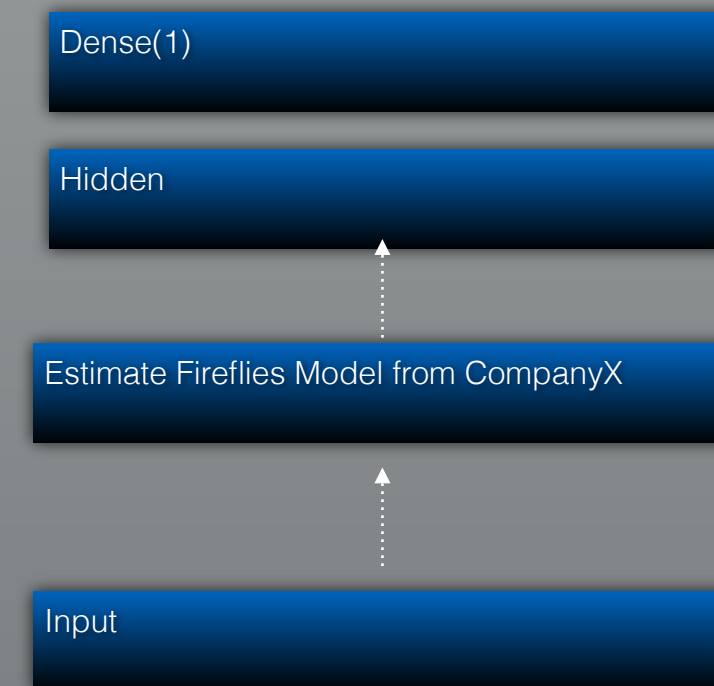 Dense(1)
Hidden
Estimate Fireflies Model from CompanyX
Input